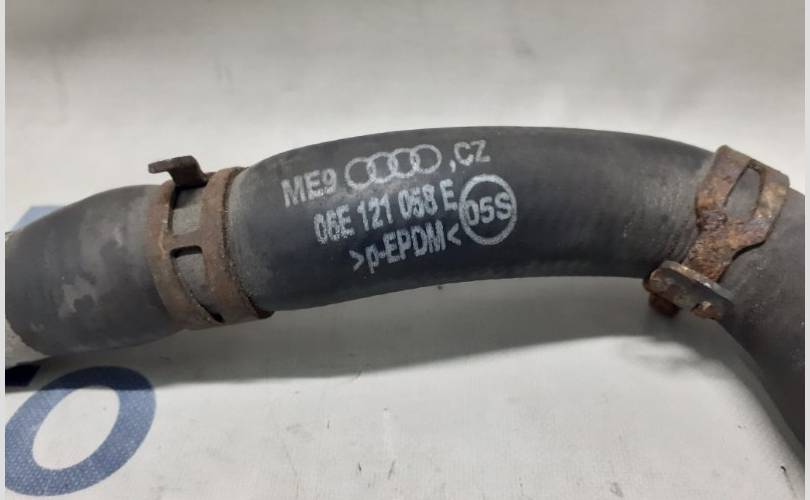 ME9 ,CZ
06E 121 058 E 05S
>p-EPDM<